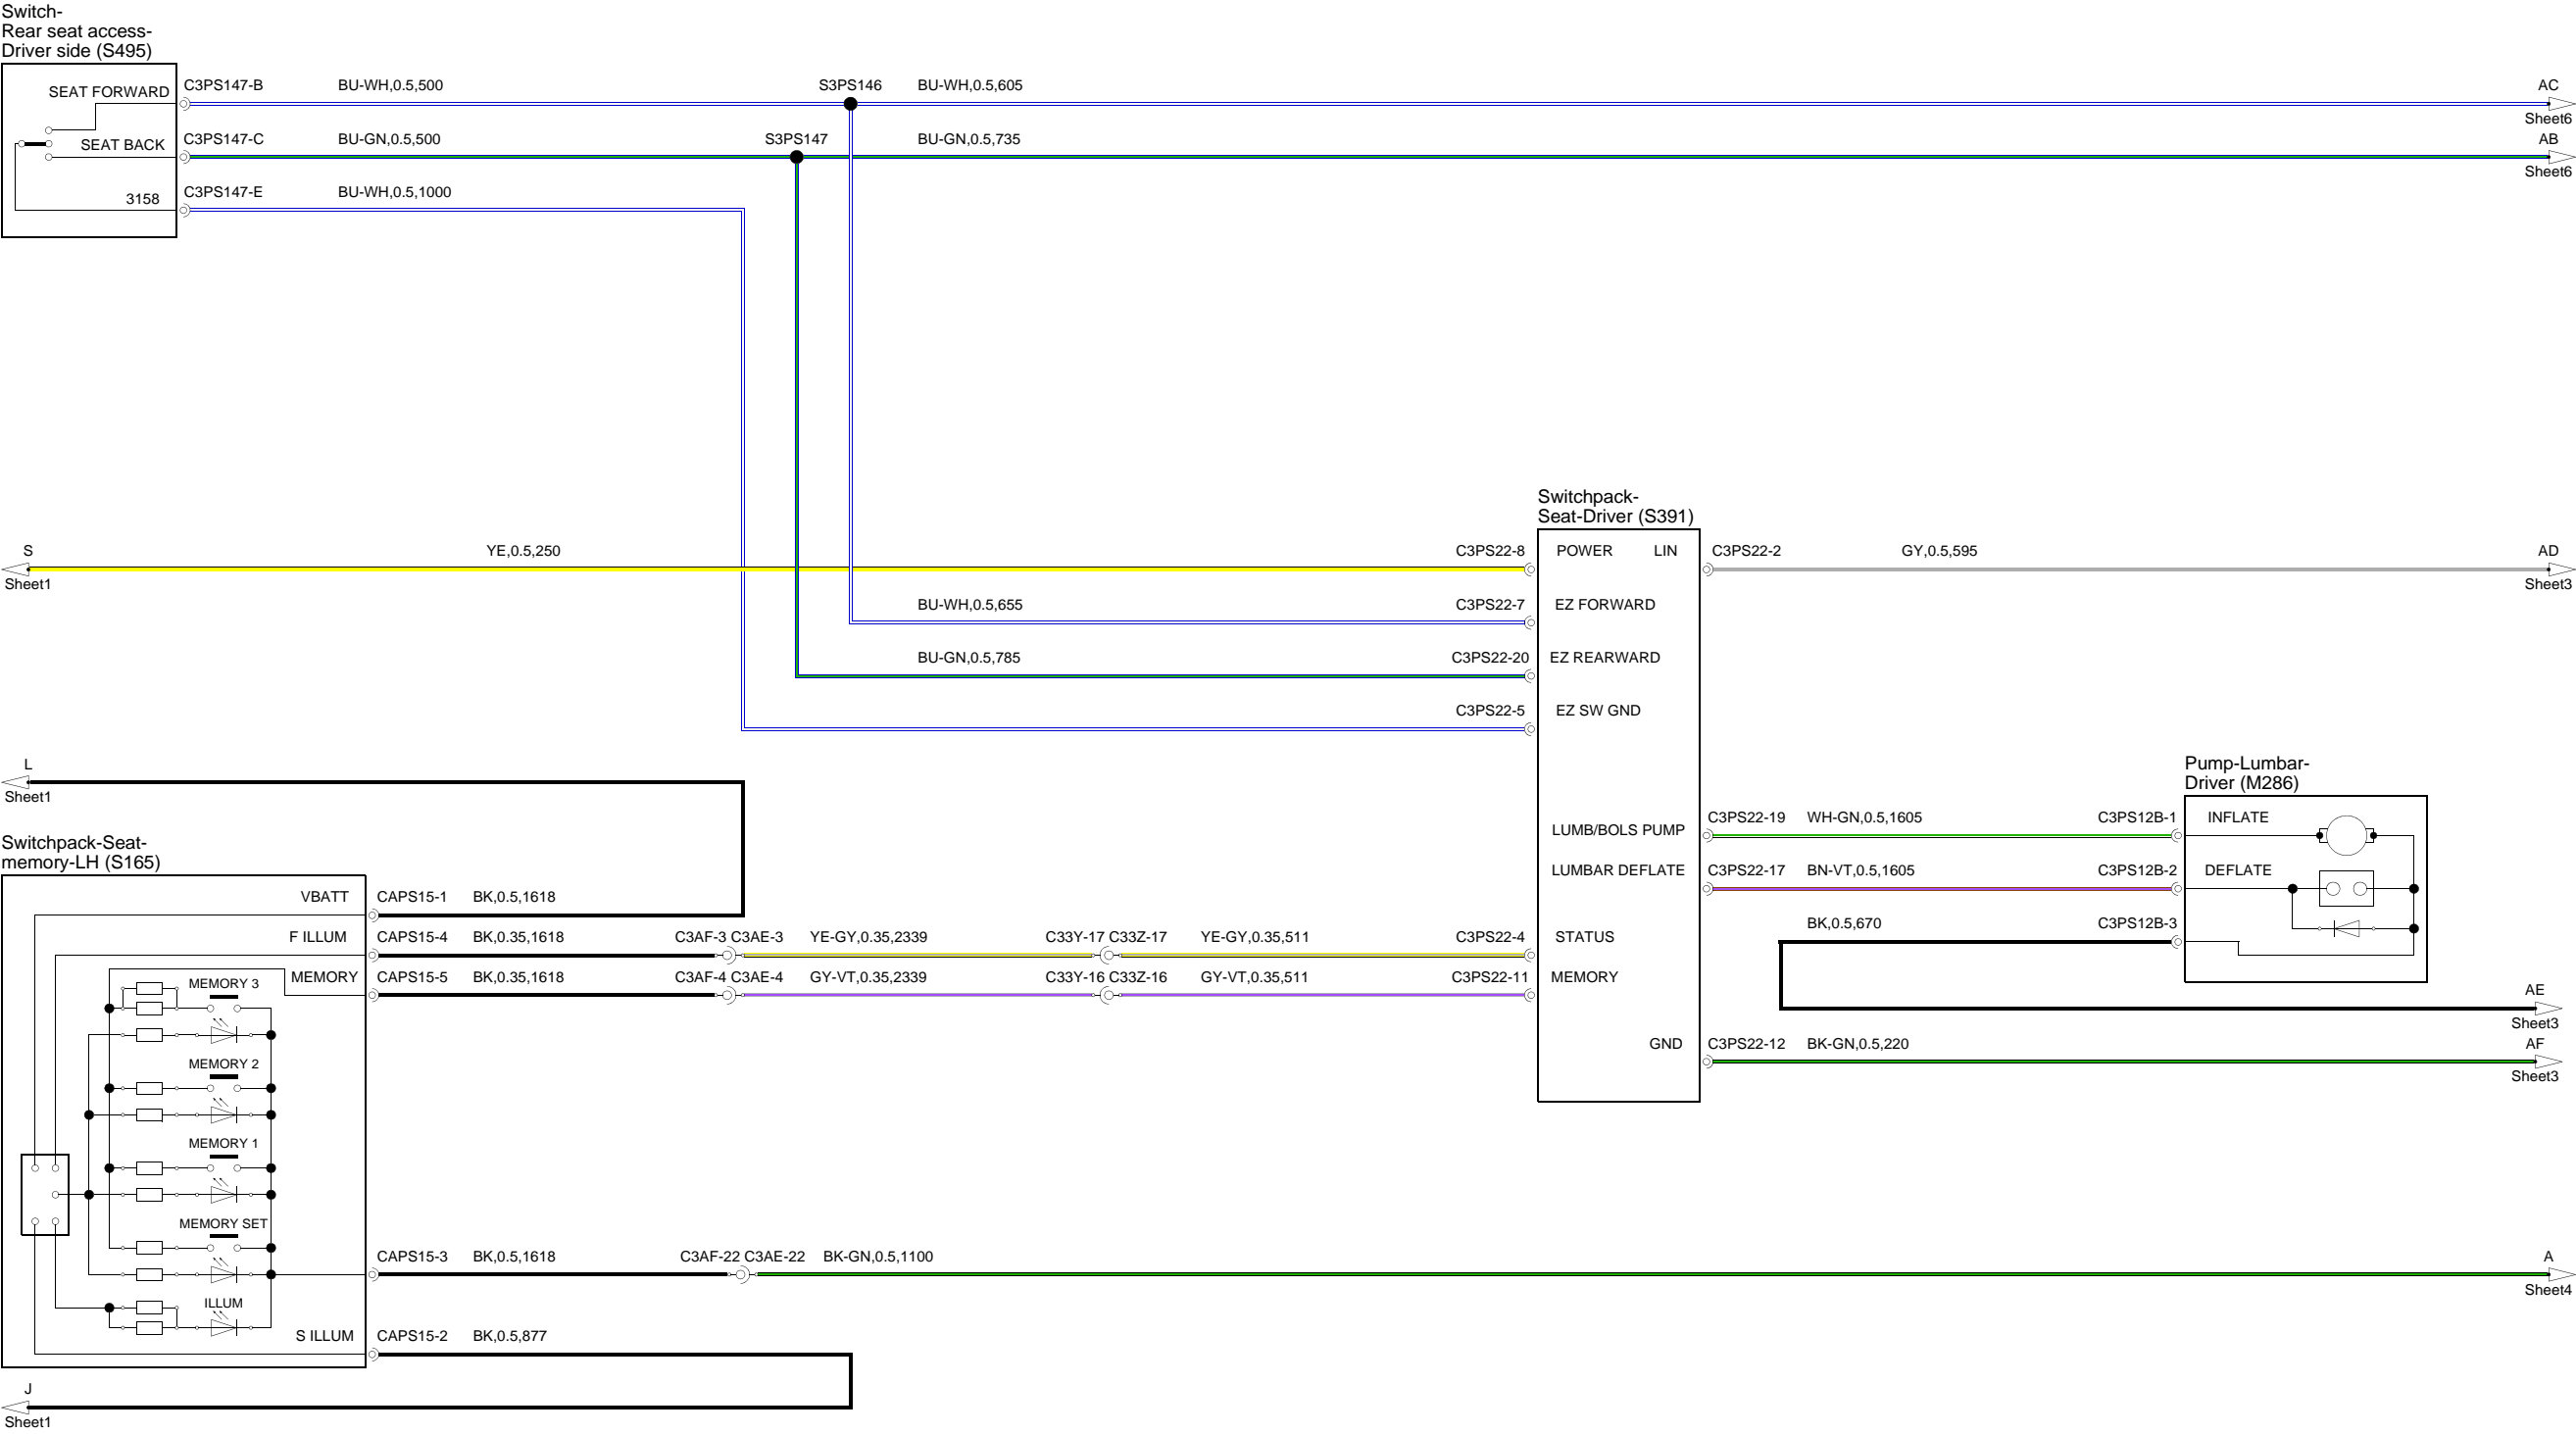 Switch-
Rear seat access-
Driver side (S495)
SEAT FORWARD
C3PS147-B BU-WH,0.5,500 S3PS146 BU-WH,0.5,605 AC
Sheet6
SEAT BACK
C3PS147-C BU-GN,0.5,500 S3PS147 BU-GN,0.5,735 AB
Sheet6
3158
C3PS147-E BU-WH,0.5,1000
Switchpack-
Seat-Driver (S391)
S YE,0.5,250 C3PS22-8 POWER LIN C3PS22-2 GY,0.5,595 AD
Sheet1
Sheet3
BU-WH,0.5,655 C3PS22-7 EZ FORWARD
BU-GN,0.5,785 C3PS22-20 EZ REARWARD
C3PS22-5 EZ SW GND
L
Sheet1
Pump-Lumbar-
Driver (M286)
LUMB/BOLS PUMP C3PS22-19 WH-GN,0.5,1605 C3PS12B-1 INFLATE
LUMBAR DEFLATE C3PS22-17 BN-VT,0.5,1605 C3PS12B-2 DEFLATE
BK,0.5,670 C3PS12B-3
AE
Sheet3
Switchpack-Seat-
memory-LH (S165)
VBATT CAPS15-1 BK,0.5,1618
F ILLUM CAPS15-4 BK,0.35,1618 C3AF-3 C3AE-3 YE-GY,0.35,2339 C33Y-17 C33Z-17 YE-GY,0.35,511 C3PS22-4 STATUS
MEMORY CAPS15-5 BK,0.35,1618 C3AF-4 C3AE-4 GY-VT,0.35,2339 C33Y-16 C33Z-16 GY-VT,0.35,511 C3PS22-11 MEMORY
MEMORY 3
GND C3PS22-12 BK-GN,0.5,220 AF
Sheet3
MEMORY 2
MEMORY 1
MEMORY SET
CAPS15-3 BK,0.5,1618 C3AF-22 C3AE-22 BK-GN,0.5,1100 A
Sheet4
ILLUM
S ILLUM CAPS15-2 BK,0.5,877
J
Sheet1